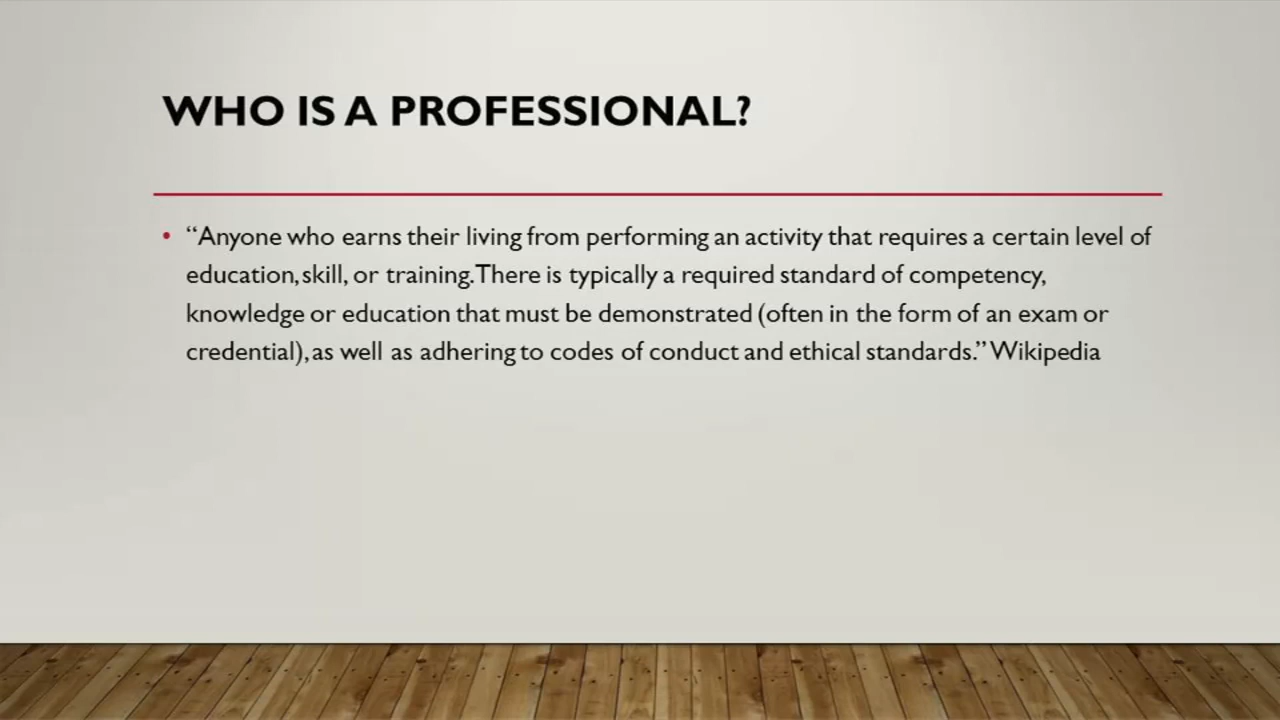 WHO IS A PROFESSIONAL?
• “Anyone who earns their living from performing an activity that requires a certain level of
education, skill, or training. There is typically a required standard of competency,
knowledge or education that must be demonstrated (often in the form of an exam or
credential), as well as adhering to codes of conduct and ethical standards.” Wikipedia